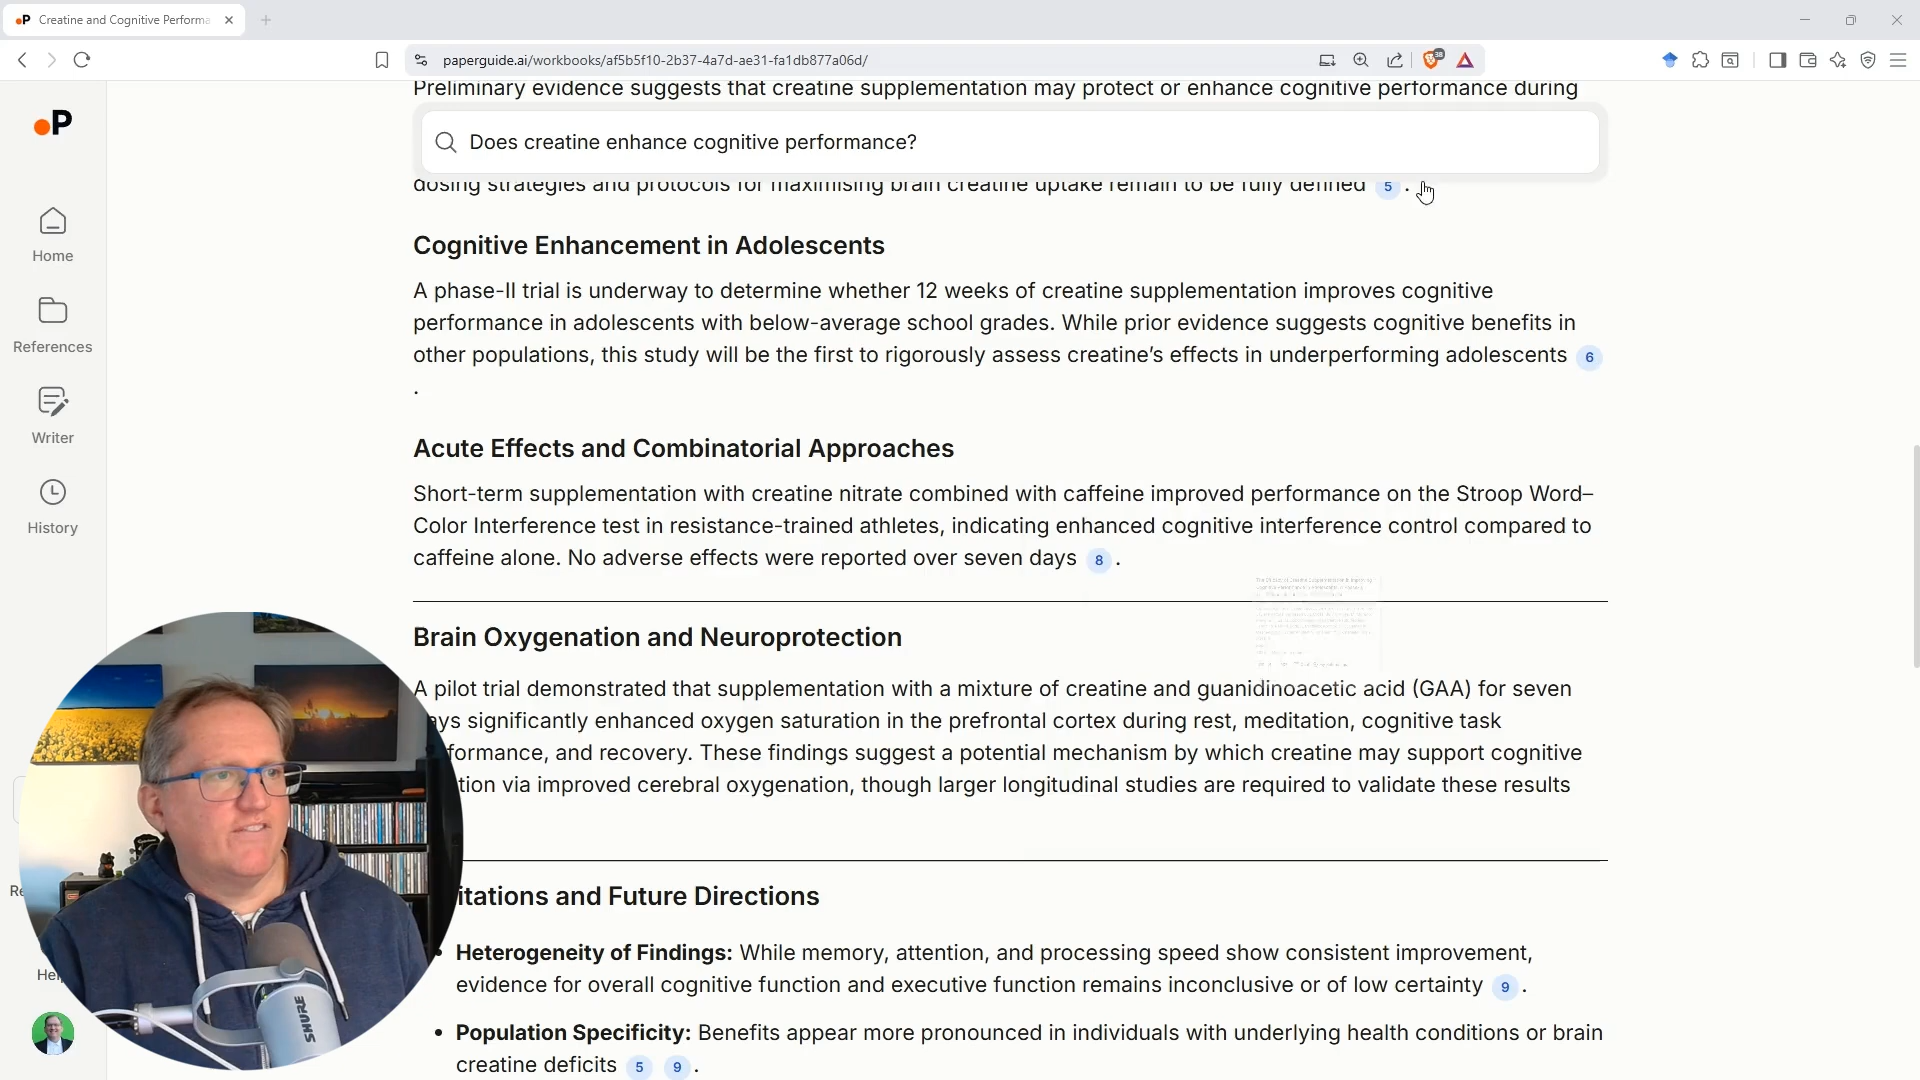 Creatine and Cognitive Performa
paperguide.ai/workbooks/af5b5f10-2b37-4a7d-ae31-fa1db877a06d/
38
P
Home
References
Writer
History
Preliminary evidence suggests that creatine supplementation may protect or enhance cognitive performance during
Does creatine enhance cognitive performance?
dosing strategies and protocols for maximising brain creatine uptake remain to be fully defined 5 .
Cognitive Enhancement in Adolescents
A phase-II trial is underway to determine whether 12 weeks of creatine supplementation improves cognitive
performance in adolescents with below-average school grades. While prior evidence suggests cognitive benefits in
other populations, this study will be the first to rigorously assess creatine’s effects in underperforming adolescents 6
.
Acute Effects and Combinatorial Approaches
Short-term supplementation with creatine nitrate combined with caffeine improved performance on the Stroop Word–
Color Interference test in resistance-trained athletes, indicating enhanced cognitive interference control compared to
caffeine alone. No adverse effects were reported over seven days 8 .
Brain Oxygenation and Neuroprotection
A pilot trial demonstrated that supplementation with a mixture of creatine and guanidinoacetic acid (GAA) for seven
ays significantly enhanced oxygen saturation in the prefrontal cortex during rest, meditation, cognitive task
formance, and recovery. These findings suggest a potential mechanism by which creatine may support cognitive
tion via improved cerebral oxygenation, though larger longitudinal studies are required to validate these results
itations and Future Directions
• Heterogeneity of Findings: While memory, attention, and processing speed show consistent improvement,
evidence for overall cognitive function and executive function remains inconclusive or of low certainty 9 .
• Population Specificity: Benefits appear more pronounced in individuals with underlying health conditions or brain
creatine deficits 5 9 .
Re
He
SHURE